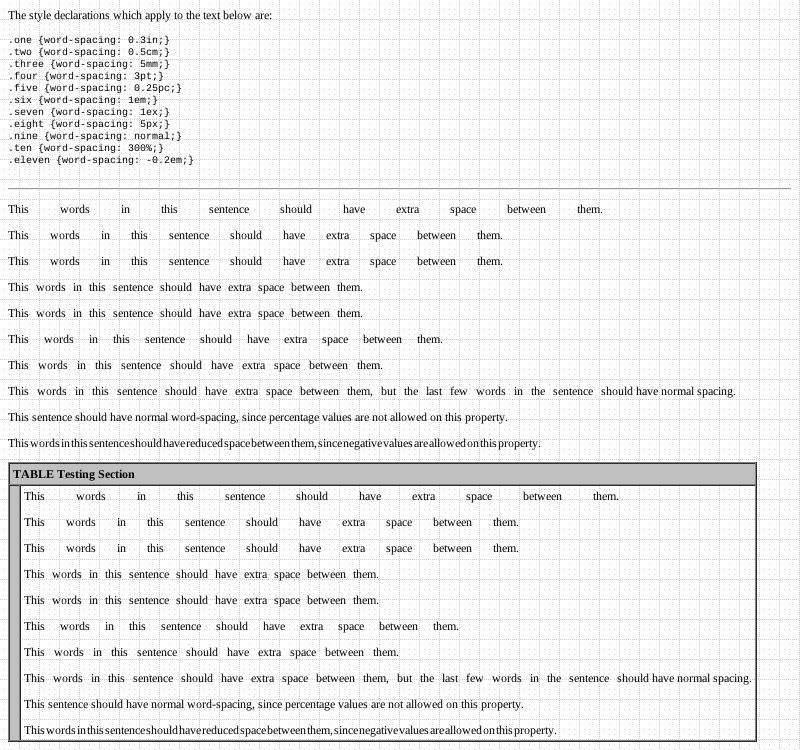 The style declarations which apply to the text below are:
.one {word-spacing: 0.3in;}
.two {word-spacing: 0.5cm;}
.three {word-spacing: 5mm;}
.four {word-spacing: 3pt;}
.five {word-spacing: 0.25pc;}
.six {word-spacing: 1em;}
.seven {word-spacing: 1ex;}
.eight {word-spacing: 5px;}
.nine {word-spacing: normal;}
.ten {word-spacing: 300%;}
.eleven {word-spacing: -0.2em;}
This words in this sentence should have extra space between them.
This words in this sentence should have extra space between them.
This words in this sentence should have extra space between them.
This words in this sentence should have extra space between them.
This words in this sentence should have extra space between them.
This words in this sentence should have extra space between them.
This words in this sentence should have extra space between them.
This words in this sentence should have extra space between them, but the last few words in the sentence should have normal spacing.
This sentence should have normal word-spacing, since percentage values are not allowed on this property.
This words in this sentence should have reduced space between them, since negative values are allowed on this property.
TABLE Testing Section
This words in this sentence should have extra space between them.
This words in this sentence should have extra space between them.
This words in this sentence should have extra space between them.
This words in this sentence should have extra space between them.
This words in this sentence should have extra space between them.
This words in this sentence should have extra space between them.
This words in this sentence should have extra space between them.
This words in this sentence should have extra space between them, but the last few words in the sentence should have normal spacing.
This sentence should have normal word-spacing, since percentage values are not allowed on this property.
This words in this sentence should have reduced space between them, since negative values are allowed on this property.